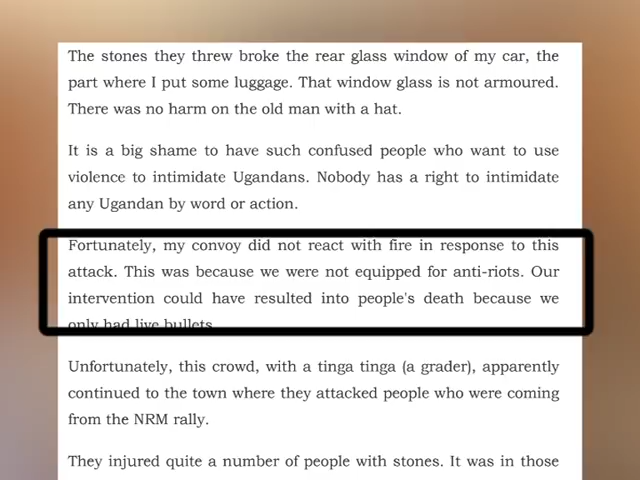 The stones they threw broke the rear glass window of my car, the
part where I put some luggage. That window glass is not armoured.
There was no harm on the old man with a hat.
It is a big shame to have such confused people who want to use
violence to intimidate Ugandans. Nobody has a right to intimidate
any Ugandan by word or action.
Fortunately, my convoy did not react with fire in response to this
attack. This was because we were not equipped for anti-riots. Our
intervention could have resulted into people's death because we
only had live bullets.
Unfortunately, this crowd, with a tinga tinga (a grader), apparently
continued to the town where they attacked people who were coming
from the NRM rally.
They injured quite a number of people with stones. It was in those